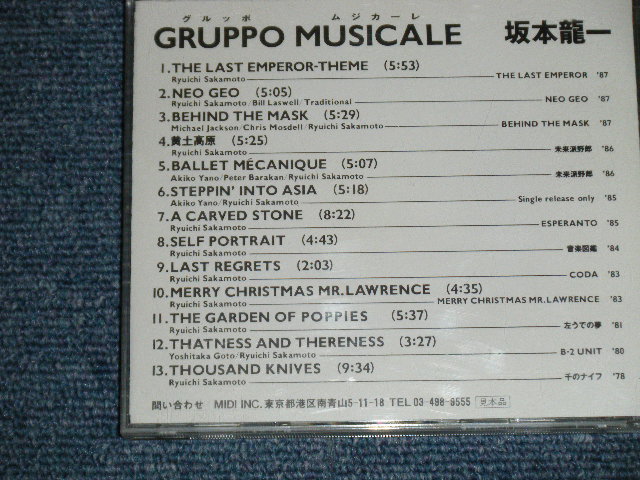 グルッポ ムジカーレ
GRUPPO MUSICALE 坂本龍一
1.THE LAST EMPEROR-THEME (5:53)
Ryuichi Sakamoto THE LAST EMPEROR '87
2.NEO GEO (5:05)
Ryuichi Sakamoto/Bill Laswell/Traditional NEO GEO '87
3.BEHIND THE MASK (5:29)
Michael Jackson/Chris Mosdell/Ryuichi Sakamoto BEHIND THE MASK '87
4.黄土高原 (5:25)
Ryuichi Sakamoto 未来派野郎 '86
5.BALLET MÉCANIQUE (5:07)
Akiko Yano/Peter Barakan/Ryuichi Sakamoto 未来派野郎 '86
6.STEPPIN' INTO ASIA (5:18)
Akiko Yano/Ryuichi Sakamoto Single release only '85
7.A CARVED STONE (8:22)
Ryuichi Sakamoto ESPERANTO '85
8.SELF PORTRAIT (4:43)
Ryuichi Sakamoto 音楽図鑑 '84
9.LAST REGRETS (2:03)
Ryuichi Sakamoto CODA '83
10.MERRY CHRISTMAS MR.LAWRENCE (4:35)
Ryuichi Sakamoto MERRY CHRISTMAS MR.LAWRENCE '83
11.THE GARDEN OF POPPIES (5:37)
Ryuichi Sakamoto 左うでの夢 '81
12.THATNESS AND THERENESS (3:27)
Yoshitaka Goto/Ryuichi Sakamoto B-2 UNIT '80
13.THOUSAND KNIVES (9:34)
Ryuichi Sakamoto 千のナイフ '78
問い合わせ MIDI INC.東京都港区南青山5-11-18 TEL 03-498-9555 見本品